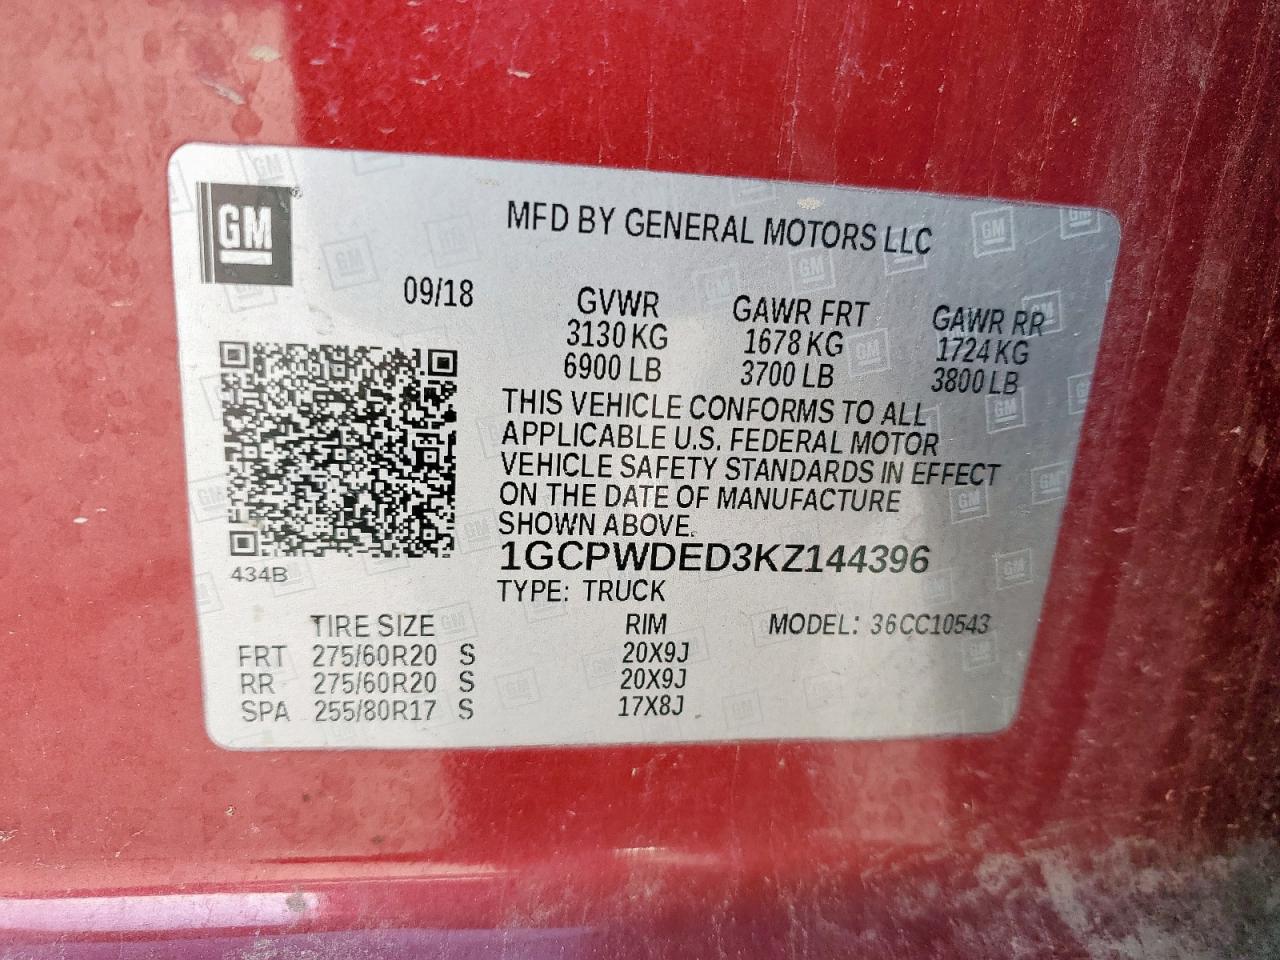 GM
MFD BY GENERAL MOTORS LLC
09/18
GVWR GAWR FRT GAWR RR
3130 KG 1678 KG 1724 KG
6900 LB 3700 LB 3800 LB
THIS VEHICLE CONFORMS TO ALL
APPLICABLE U.S. FEDERAL MOTOR
VEHICLE SAFETY STANDARDS IN EFFECT
ON THE DATE OF MANUFACTURE
SHOWN ABOVE.
434B
1GCPWDED3KZ144396
TYPE: TRUCK
TIRE SIZE RIM MODEL: 36CC10543
FRT 275/60R20 S 20X9J
RR 275/60R20 S 20X9J
SPA 255/80R17 S 17X8J